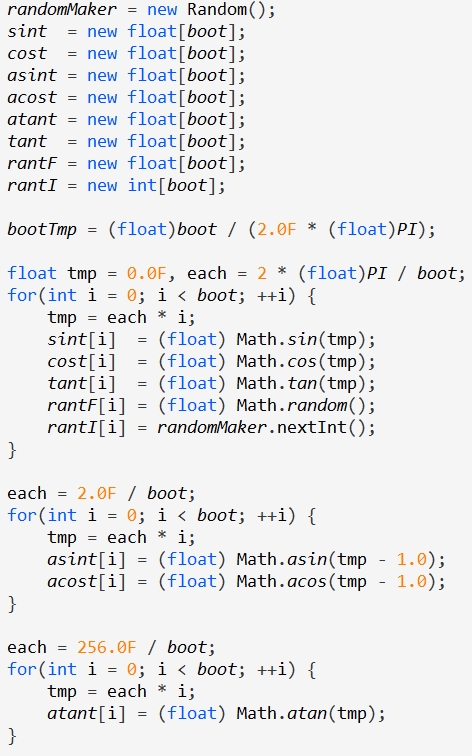 randomMaker = new Random();
sint  = new float[boot];
cost  = new float[boot];
asint = new float[boot];
acost = new float[boot];
atant = new float[boot];
tant  = new float[boot];
rantF = new float[boot];
rantI = new int[boot];

bootTmp = (float)boot / (2.0F * (float)PI);

float tmp = 0.0F, each = 2 * (float)PI / boot;
for(int i = 0; i < boot; ++i) {
    tmp = each * i;
    sint[i]  = (float) Math.sin(tmp);
    cost[i]  = (float) Math.cos(tmp);
    tant[i]  = (float) Math.tan(tmp);
    rantF[i] = (float) Math.random();
    rantI[i] = randomMaker.nextInt();
}

each = 2.0F / boot;
for(int i = 0; i < boot; ++i) {
    tmp = each * i;
    asint[i] = (float) Math.asin(tmp - 1.0);
    acost[i] = (float) Math.acos(tmp - 1.0);
}

each = 256.0F / boot;
for(int i = 0; i < boot; ++i) {
    tmp = each * i;
    atant[i] = (float) Math.atan(tmp);
}